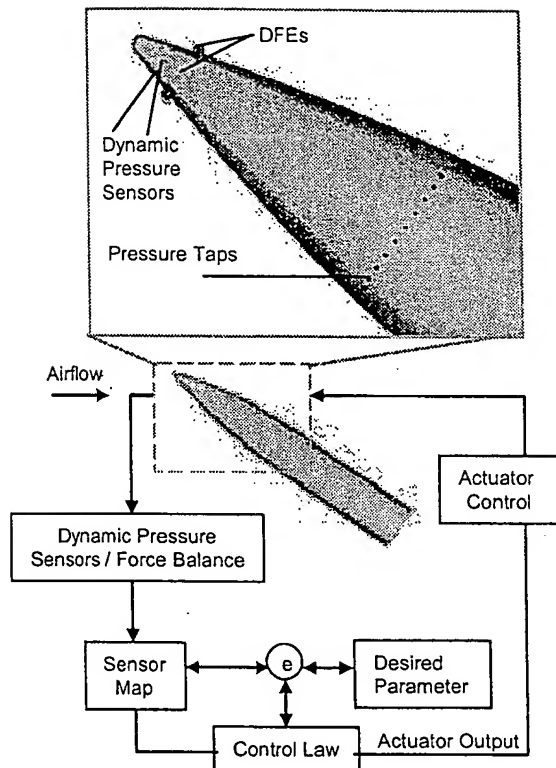 DFEs
Dynamic
Pressure
Sensors
Pressure Taps
Airflow
Actuator
Control
Dynamic Pressure
Sensors / Force Balance
Sensor
Map
e
Desired
Parameter
Control Law
Actuator Output